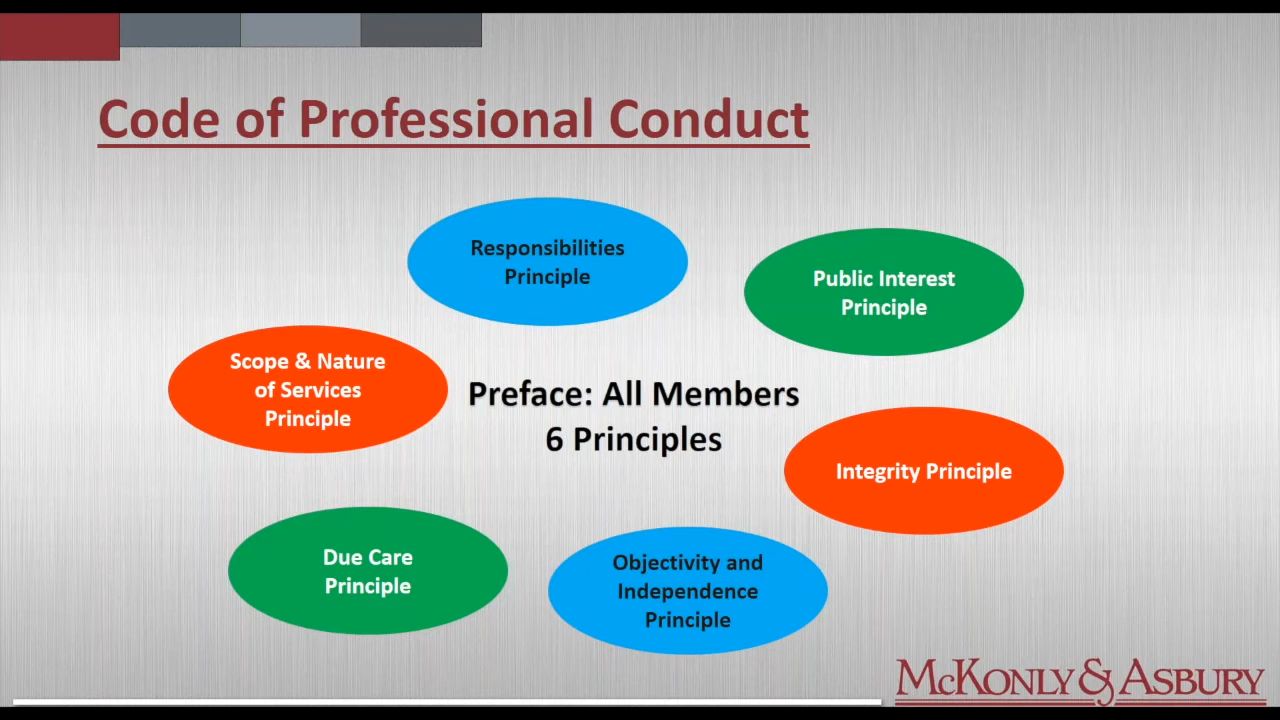 Code of Professional Conduct
Responsibilities
Principle
Public Interest
Principle
Scope & Nature
of Services
Principle
Preface: All Members
6 Principles
Integrity Principle
Due Care
Principle
Objectivity and
Independence
Principle
McKonly & Asbury